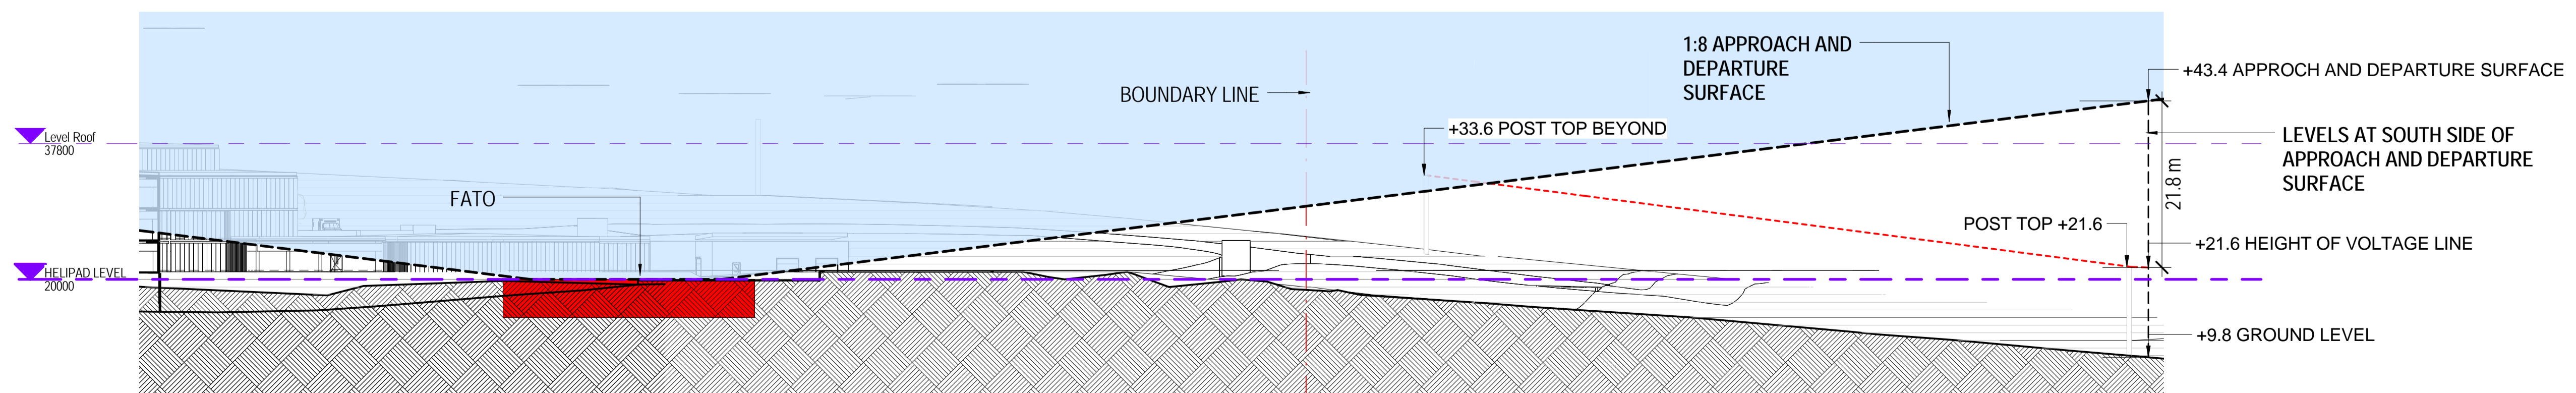 1:8 APPROACH AND
DEPARTURE
SURFACE
+43.4 APPROCH AND DEPARTURE SURFACE
BOUNDARY LINE
+33.6 POST TOP BEYOND
Level Roof
37800
LEVELS AT SOUTH SIDE OF
APPROACH AND DEPARTURE
SURFACE
21.8 m
FATO
POST TOP +21.6
+21.6 HEIGHT OF VOLTAGE LINE
HELIPAD LEVEL
20000
+9.8 GROUND LEVEL